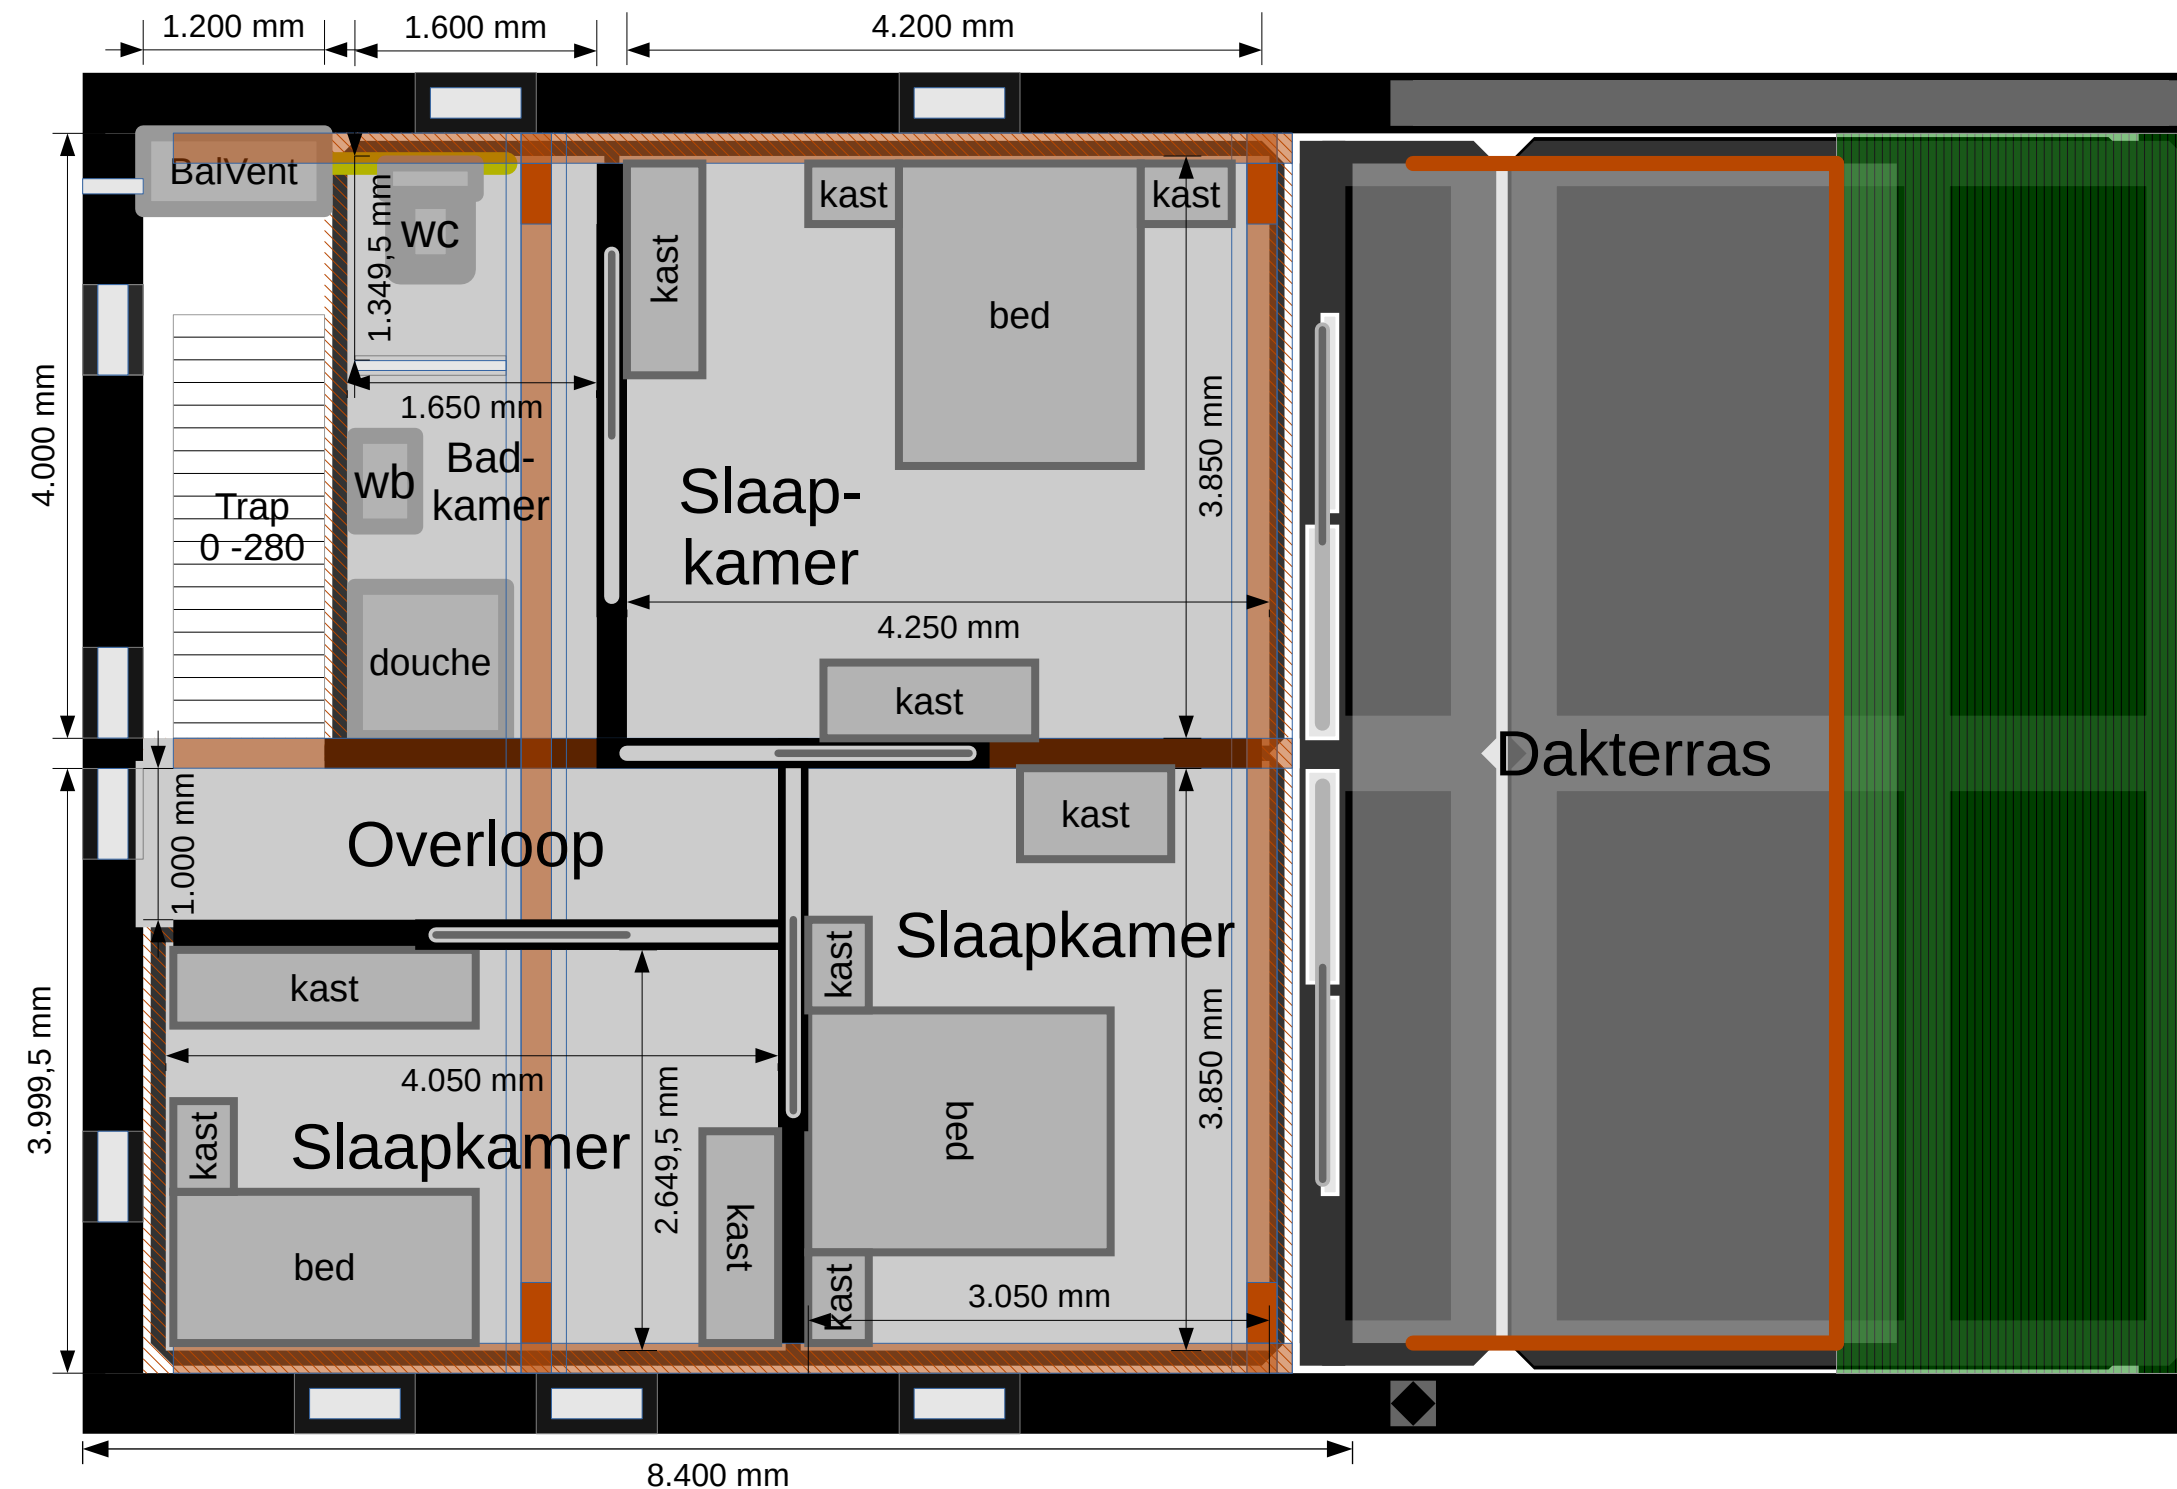 1.200 mm
1.600 mm
4.200 mm
BalVent
wc
1.349,5 mm
kast
kast
kast
bed
4.000 mm
1.650 mm
3.850 mm
wb
Bad-
kamer
Slaap-
kamer
Trap
0 -280
douche
4.250 mm
kast
Dakterras
1.000 mm
Overloop
kast
Slaapkamer
kast
kast
3.999,5 mm
4.050 mm
2.649,5 mm
3.850 mm
bed
kast
Slaapkamer
kast
bed
kast
3.050 mm
8.400 mm